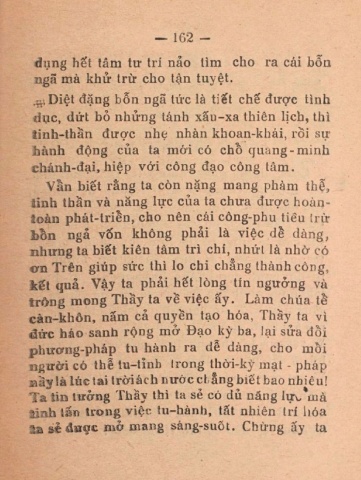 — 162 —
dụng hết tâm tư trí nảo tìm cho ra cái bỗn
ngã mà khử trừ cho tận tuyệt.
Diệt đặng bỗn ngã tức là tiết chế được tình
dục, dứt bỏ những tánh xấu-xa thiên lịch, thì
tinh-thần được nhẹ nhàn khoan-khái, rồi sự
hành động của ta mới có chỗ quang-minh
chánh-đại, hiệp với công đạo công tâm.
Vẫn biết rằng ta còn nặng mang phàm thể,
tinh thần và năng lực của ta chưa được hoàn-
toàn phát-triển, cho nên cái công-phu tiêu trừ
bỗn ngã vốn không phải là việc dễ dàng,
nhưng ta biết kiên tâm trì chí, nhứt là nhờ có
ơn Trên giúp sức thì lo chi chẳng thành công,
kết quả. Vậy ta phải hết lòng tín ngưởng và
trông mong Thầy ta về việc ấy. Làm chúa tể
càn-khôn, nấm cả quyền tạo hóa, Thầy ta vì
đức háo sanh rộng mở Đạo kỳ ba, lại sửa đổi
phương-pháp tu hành ra dễ dàng, cho mỗi
người có thể tu-tỉnh trong thời-kỳ mạt-pháp
nầy là lúc tai trời ách nước chẳng biết bao nhiêu!
Ta tin tưởng Thầy thì ta sẽ có đủ năng lực mà
tinh tấn trong việc tu-hành, tất nhiên trí hóa
ta sẻ được mở mang sáng-suốt. Chừng ấy ta